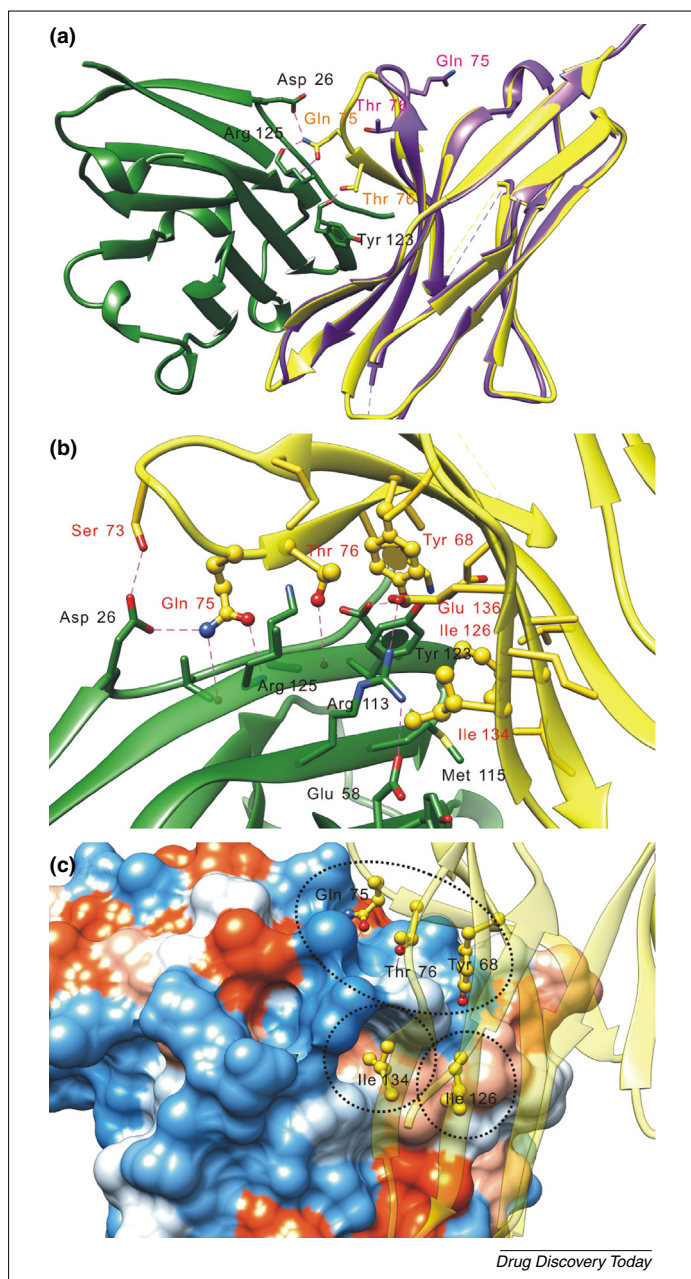 (a)
Gln 75
Asp 26
Thr 76
Gln 75
Arg 125
Thr 76
Tyr 123
(b)
Ser 73
Thr 76
Tyr 68
Gln 75
Asp 26
Glu 136
Ile 126
Tyr 123
Arg 125
Arg 113
Ile 134
Met 115
Glu 58
(c)
Gln 75
Thr 76
Tyr 68
Ile 134
Ile 126
Drug Discovery Today